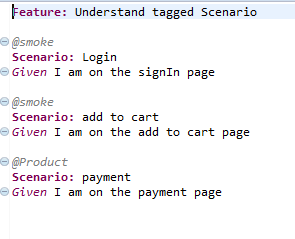 Feature: Understand tagged Scenario
@smoke
Scenario: Login
Given I am on the signIn page
@smoke
Scenario: add to cart
Given I am on the add to cart page
@Product
Scenario: payment
Given I am on the payment page